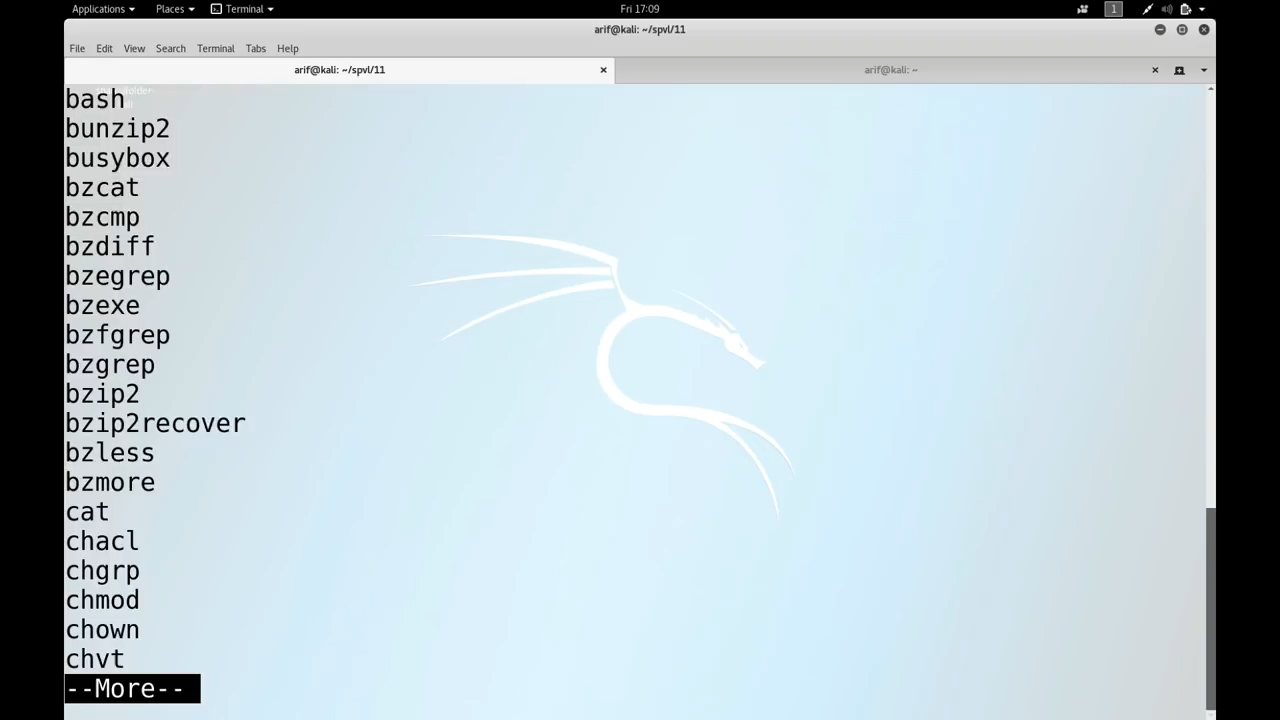 Applications Places Terminal Fri 17:09 1
arif@kali: ~/spvl/11
File Edit View Search Terminal Tabs Help
arif@kali: ~/spvl/11 arif@kali: ~
bash
bunzip2
busybox
bzcat
bzcmp
bzdiff
bzegrep
bzexe
bzfgrep
bzgrep
bzip2
bzip2recover
bzless
bzmore
cat
chacl
chgrp
chmod
chown
chvt
--More--